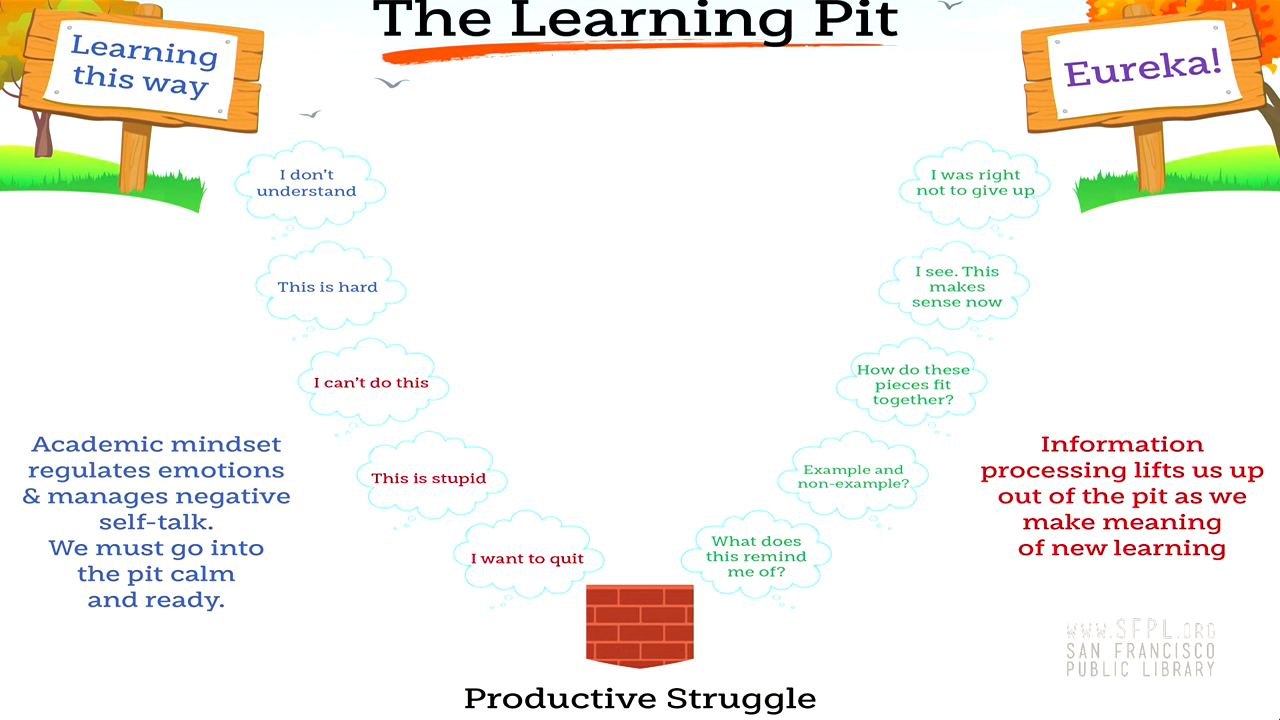 The Learning Pit
Learning
this way
Eureka!
I don't
understand
This is hard
I can't do this
This is stupid
I want to quit
I was right
not to give up
I see. This
makes
sense now
How do these
pieces fit
together?
Example and
non-example?
What does
this remind
me of?
Academic mindset
regulates emotions
& manages negative
self-talk.
We must go into
the pit calm
and ready.
Information
processing lifts us up
out of the pit as we
make meaning
of new learning
Productive Struggle
WWW.SFPL.ORG
SAN FRANCISCO
PUBLIC LIBRARY